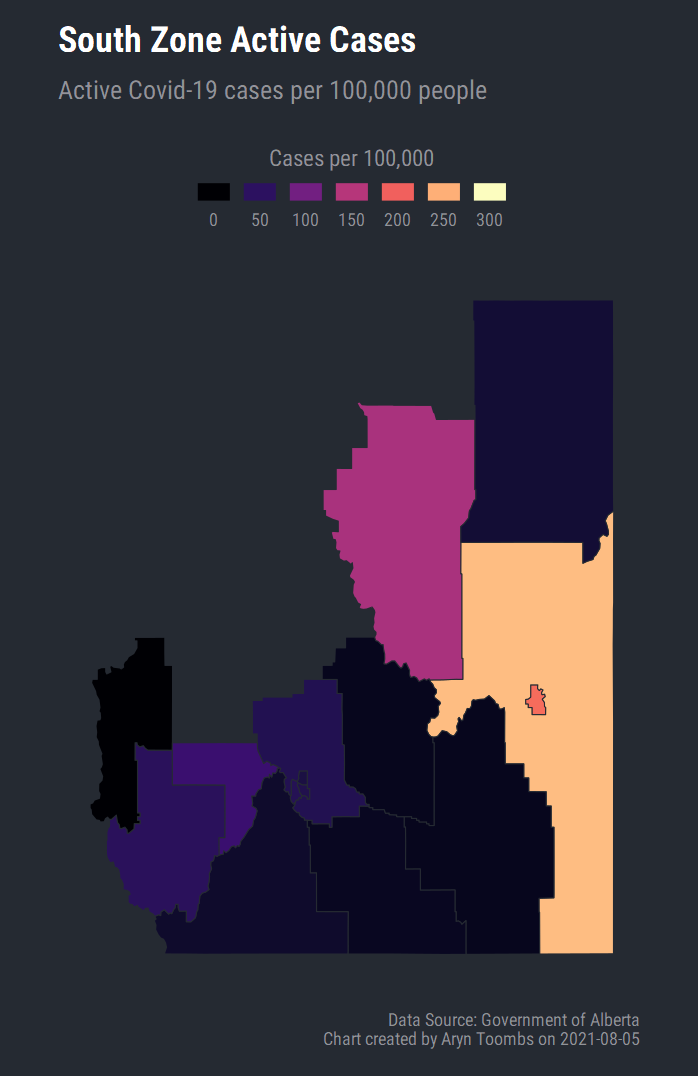 South Zone Active Cases
Active Covid-19 cases per 100,000 people
Cases per 100,000
0 50 100 150 200 250 300
Data Source: Government of Alberta
Chart created by Aryn Toombs on 2021-08-05